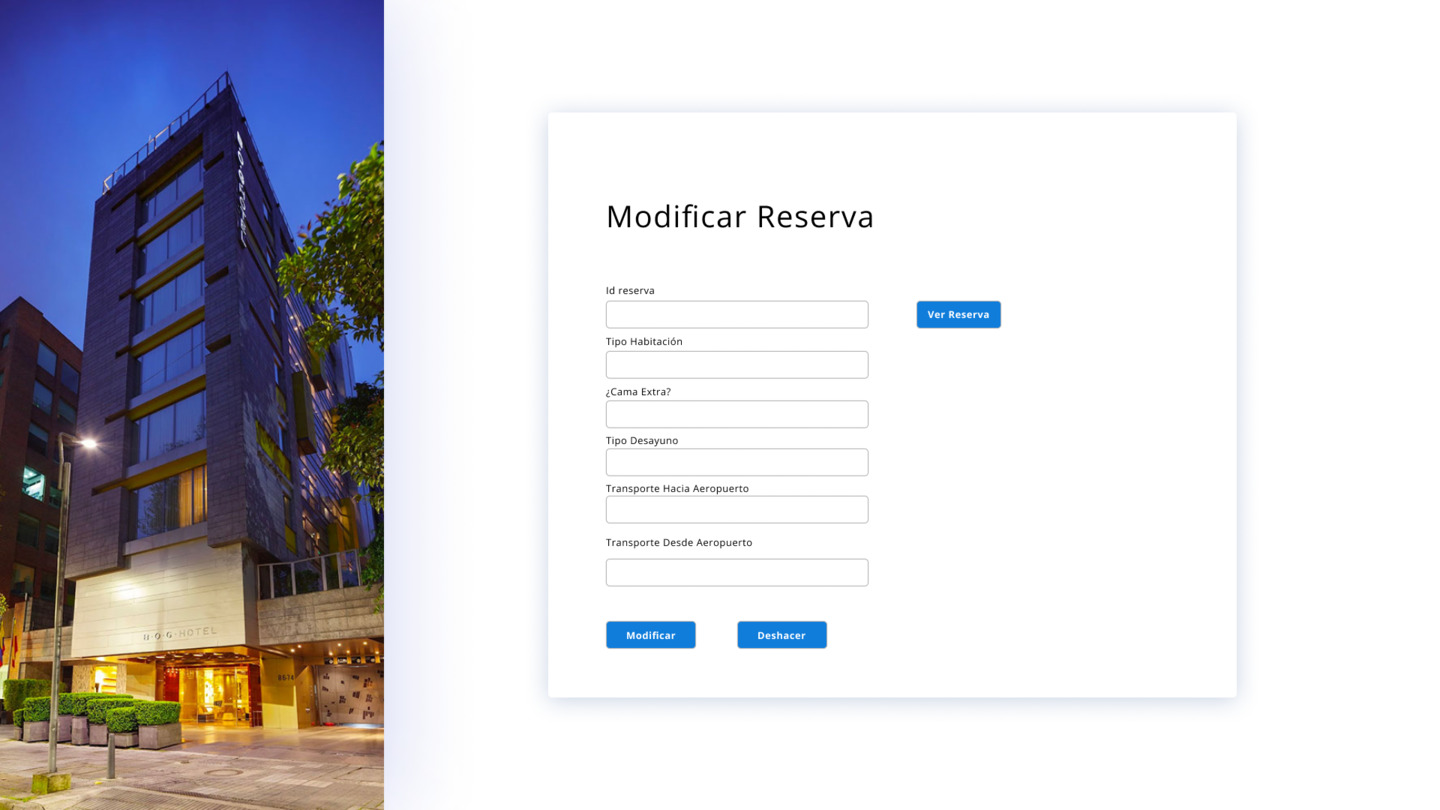 Modificar Reserva
Id reserva
Ver Reserva
Tipo Habitación
¿Cama Extra?
Tipo Desayuno
Transporte Hacia Aeropuerto
Transporte Desde Aeropuerto
Modificar
Deshacer
B·O·G HOTEL